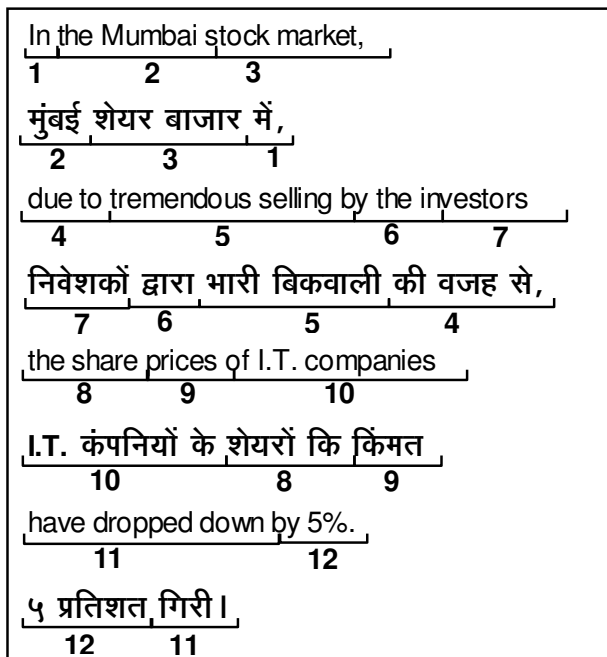 In the Mumbai stock market,
1 2 3
मुंबई शेयर बाजार में,
2 3 1
due to tremendous selling by the investors
4 5 6 7
निवेशकों द्वारा भारी बिकवाली की वजह से,
7 6 5 4
the share prices of I.T. companies
8 9 10
I.T. कंपनियों के शेयरों कि किंमत
10 8 9
have dropped down by 5%.
11 12
५ प्रतिशत गिरी।
12 11